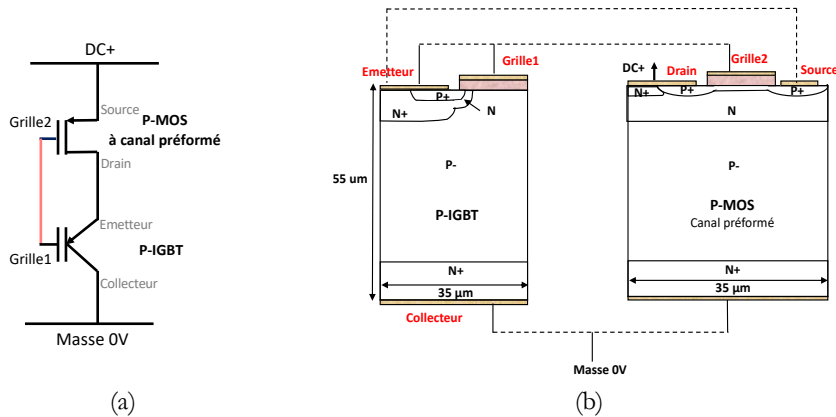 DC+
Source
Grille2
P-MOS
à canal préformé
Drain
Emetteur
P-IGBT
Grille1
Collecteur
Masse 0V
(a)
Grille1
Emetteur
P+
N
N+
55 um
P-
P-IGBT
N+
35 µm
Collecteur
Grille2
DC+
Drain
Source
N+
P+
P+
N
P-
P-MOS
Canal préformé
N+
35 µm
Masse 0V
(b)